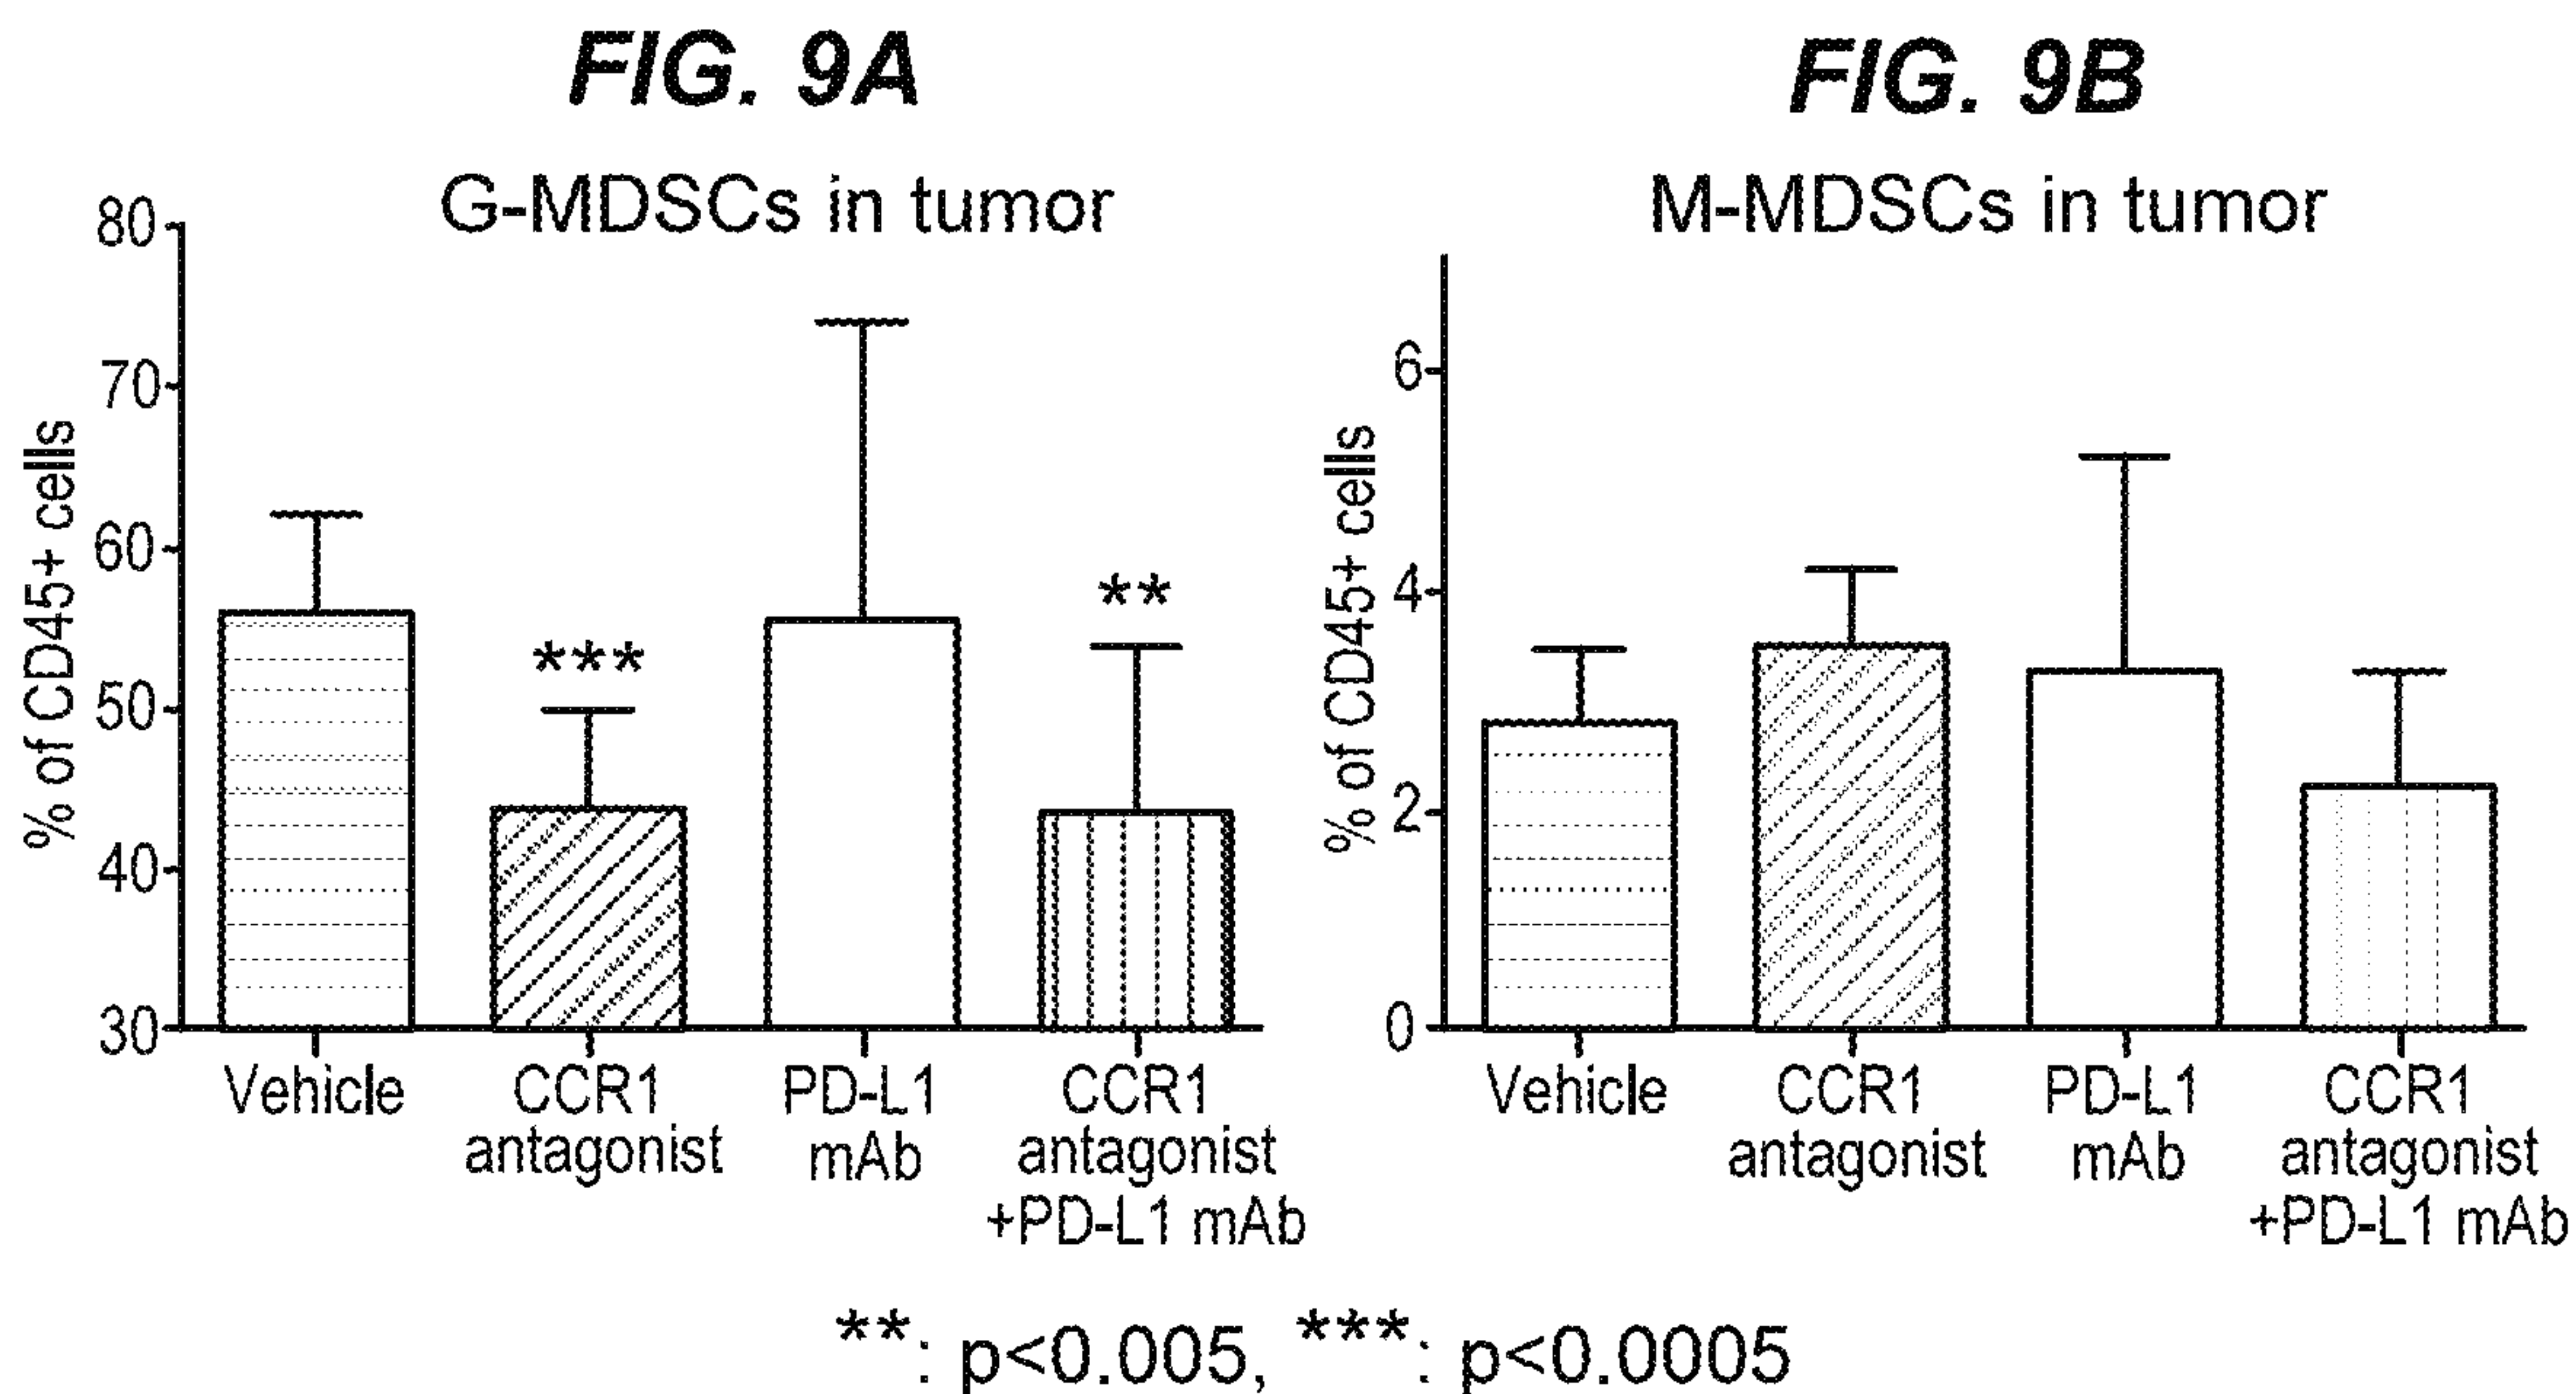 FIG. 9A
G-MDSCs in tumor
% of CD45+ cells
80
70
60
50
40
30
***
**
Vehicle
CCR1
antagonist
PD-L1
mAb
CCR1
antagonist
+PD-L1 mAb
FIG. 9B
M-MDSCs in tumor
% of CD45+ cells
6
4
2
0
Vehicle
CCR1
antagonist
PD-L1
mAb
CCR1
antagonist
+PD-L1 mAb
**: p<0.005, ***: p<0.0005